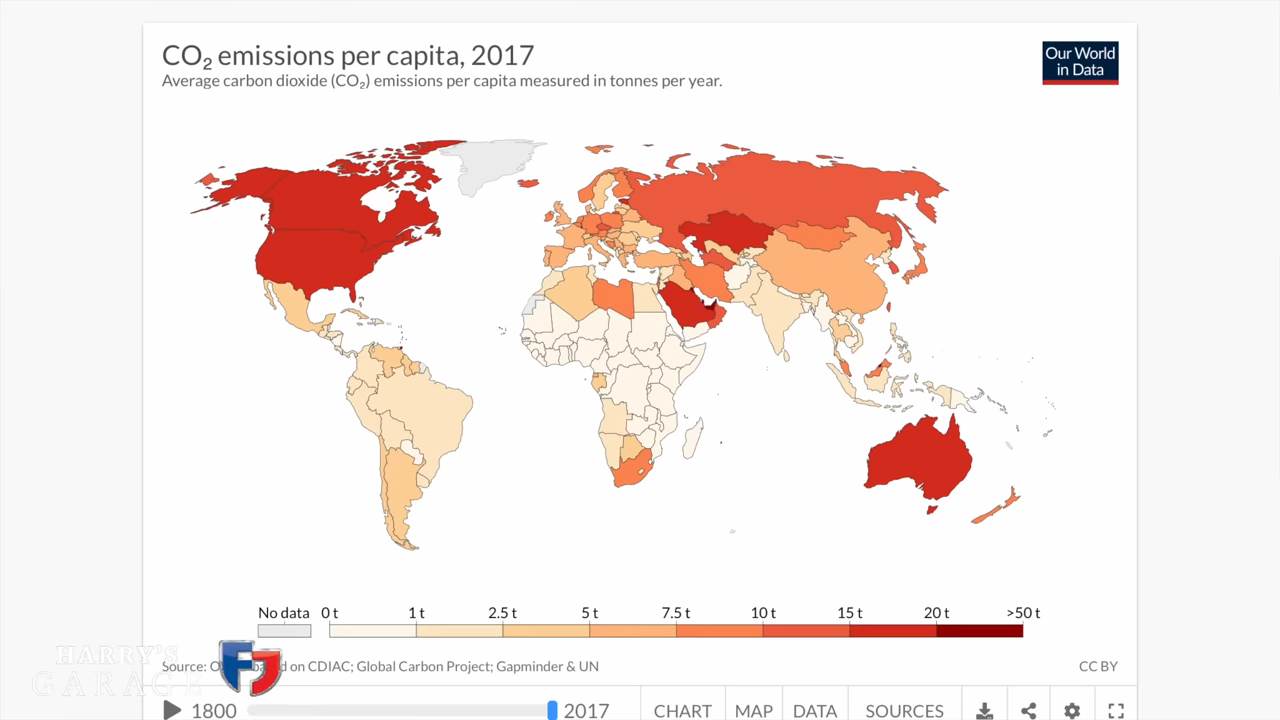 CO₂ emissions per capita, 2017
Average carbon dioxide (CO₂) emissions per capita measured in tonnes per year.
Our World
in Data
No data 0 t 1 t 2.5 t 5 t 7.5 t 10 t 15 t 20 t >50 t
HARRY'S
GARAGE
Source: on CDIAC; Global Carbon Project; Gapminder & UN
CC BY
1800 2017 CHART MAP DATA SOURCES